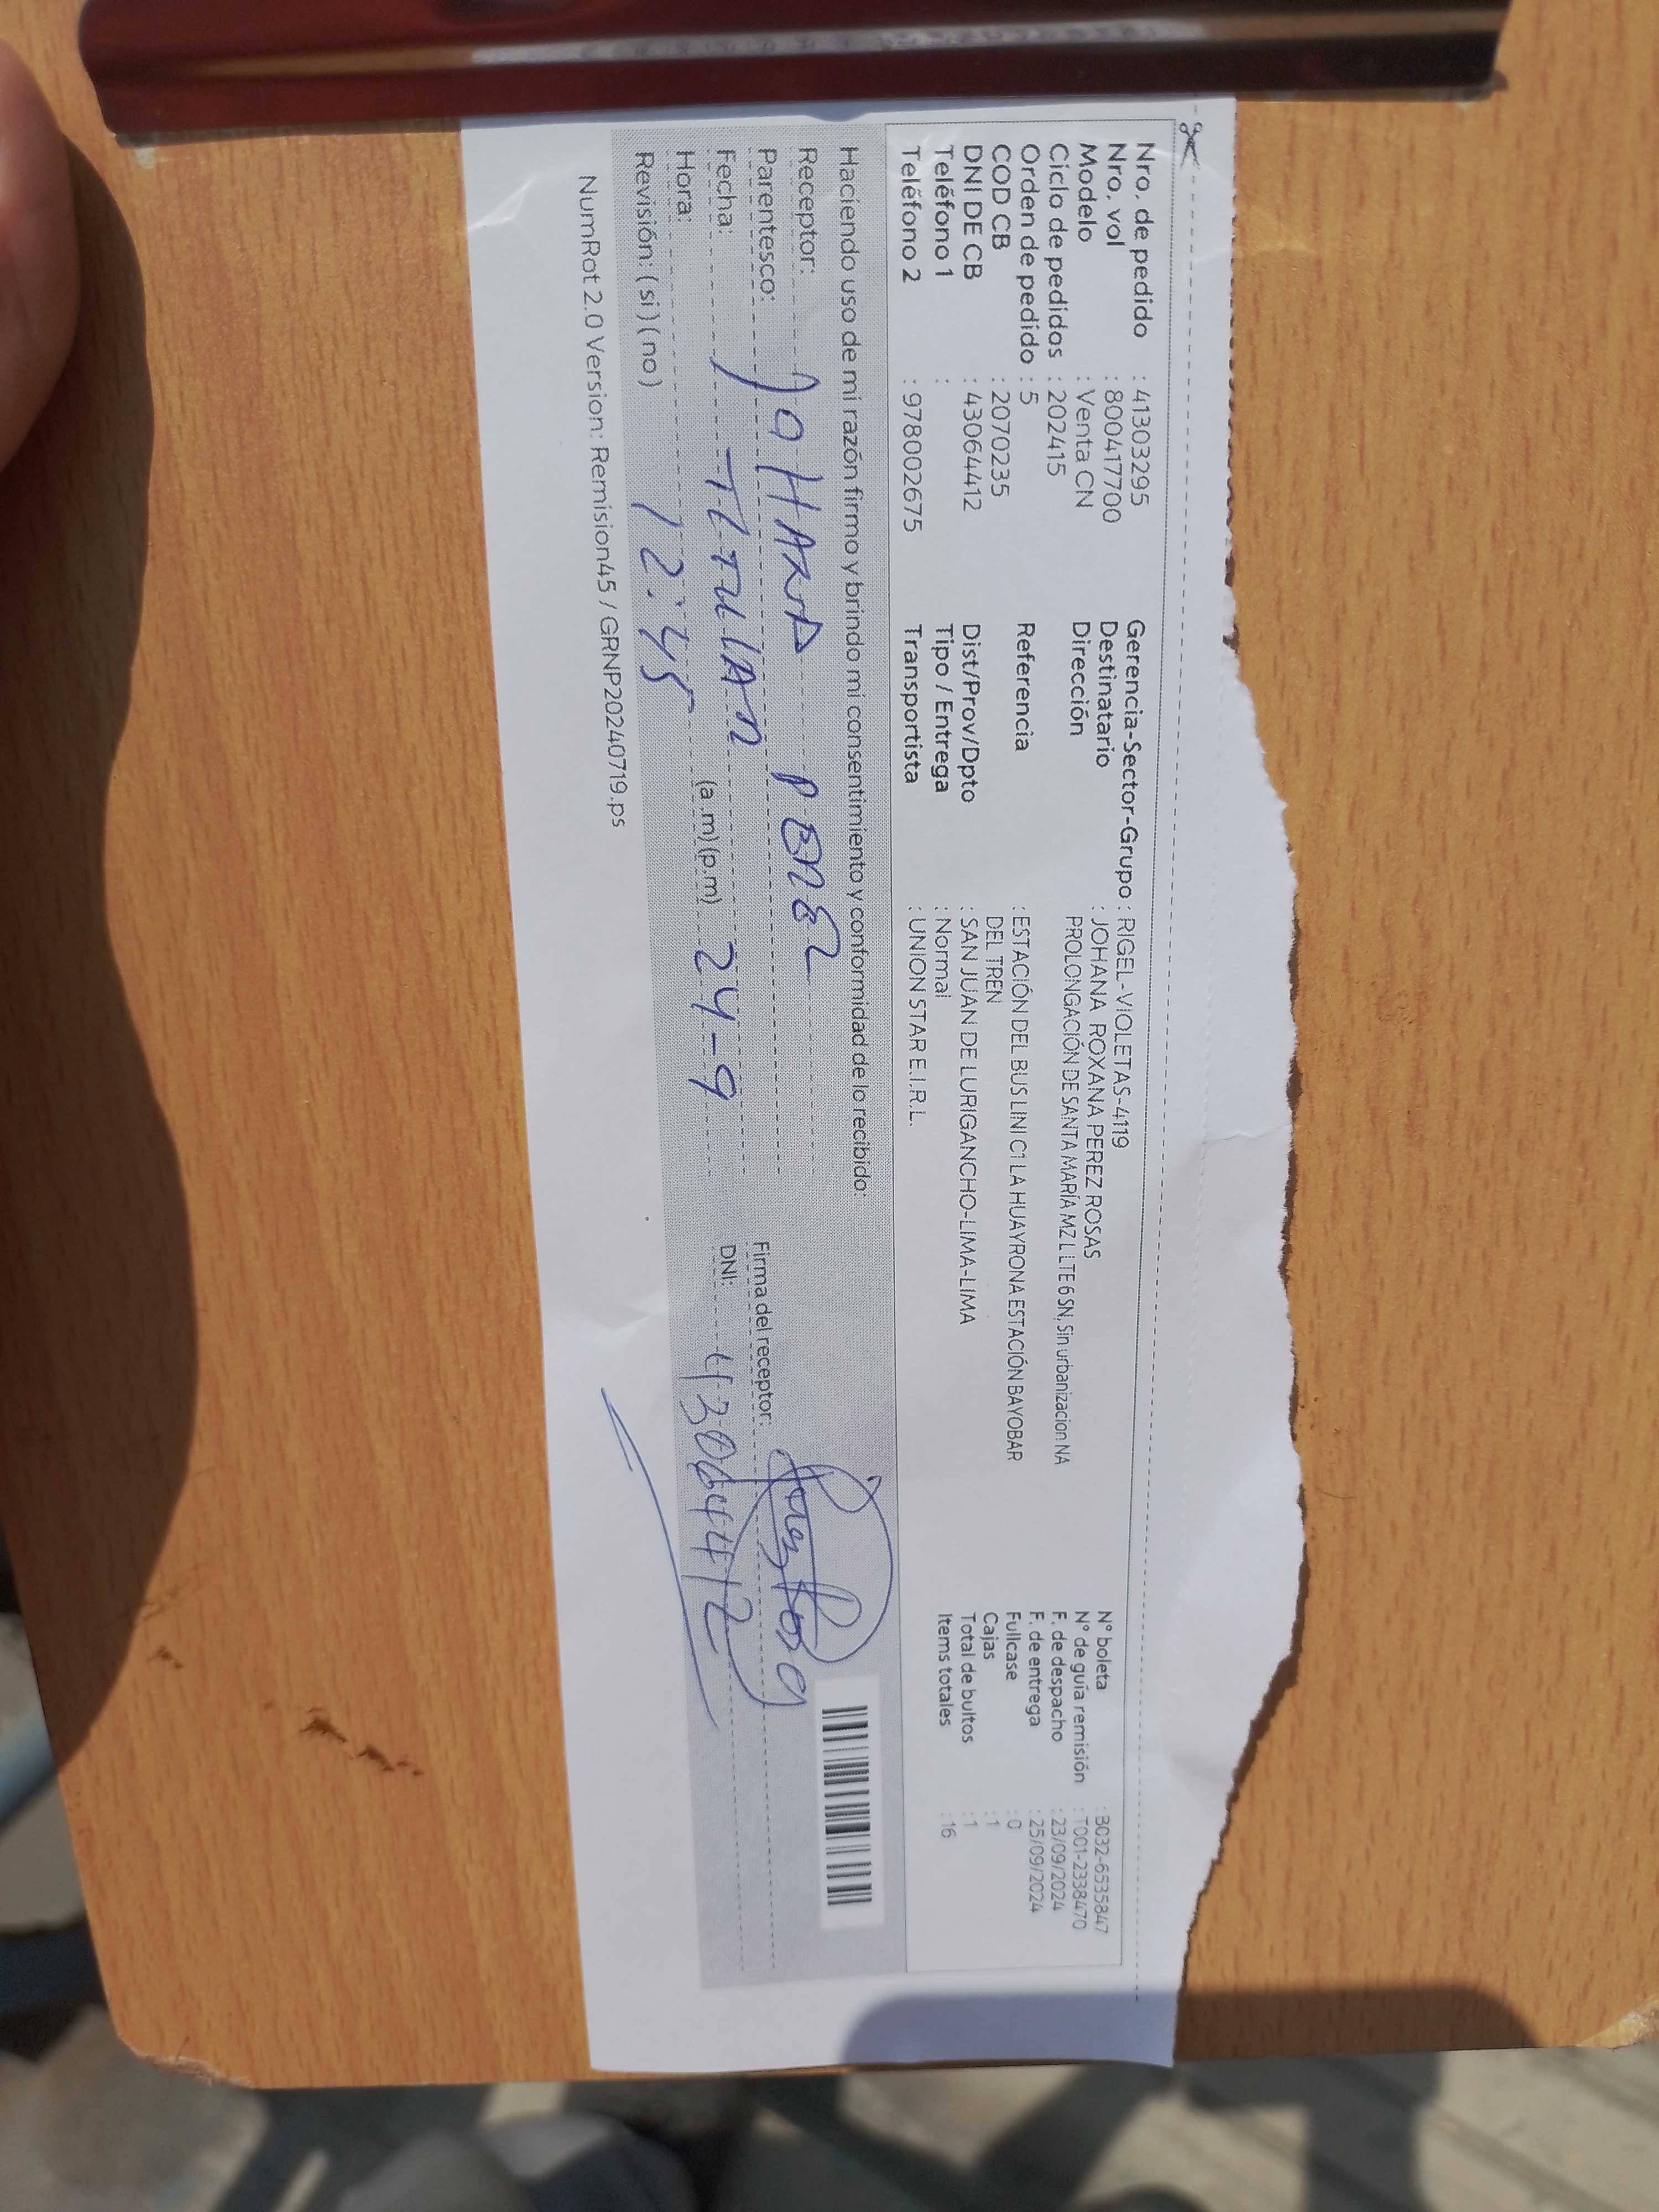 Nro. de pedido : 41303295
Nro. vol : 800417700
Modelo : Venta CN
Ciclo de pedidos : 202415
Orden de pedido : 5
COD CB : 2070235
DNI DE CB : 43064412
Teléfono 1 :
Teléfono 2 : 978002675
Gerencia-Sector-Grupo : RIGEL-VIOLETAS-4119
Destinatario : JOHANA ROXANA PEREZ ROSAS
Dirección PROLONGACIÓN DE SANTA MARÍA MZ L LTE 6 SN, Sin urbanizacion NA
Referencia : ESTACIÓN DEL BUS LINI C1 LA HUAYRONA ESTACIÓN BAYOBAR
DEL TREN
Dist/Prov/Dpto : SAN JUAN DE LURIGANCHO-LIMA-LIMA
Tipo / Entrega : Normal
Transportista : UNION STAR E.I.R.L.
N° boleta : B032-6535847
N° de guía remisión : T001-2338470
F. de despacho : 23/09/2024
F. de entrega : 25/09/2024
Fullcase : 0
Cajas : 1
Total de bultos : 1
Items totales : 16
Haciendo uso de mi razón firmo y brindo mi consentimiento y conformidad de lo recibido:
Receptor:
Parentesco:
Fecha: TITULAR
Hora: (a.m)(p.m) 24-9
Revisión: (si)(no) 12:45
Firma del receptor:
DNI: 43064412
NumRot 2.0 Version: Remision45 / GRNP20240719.ps